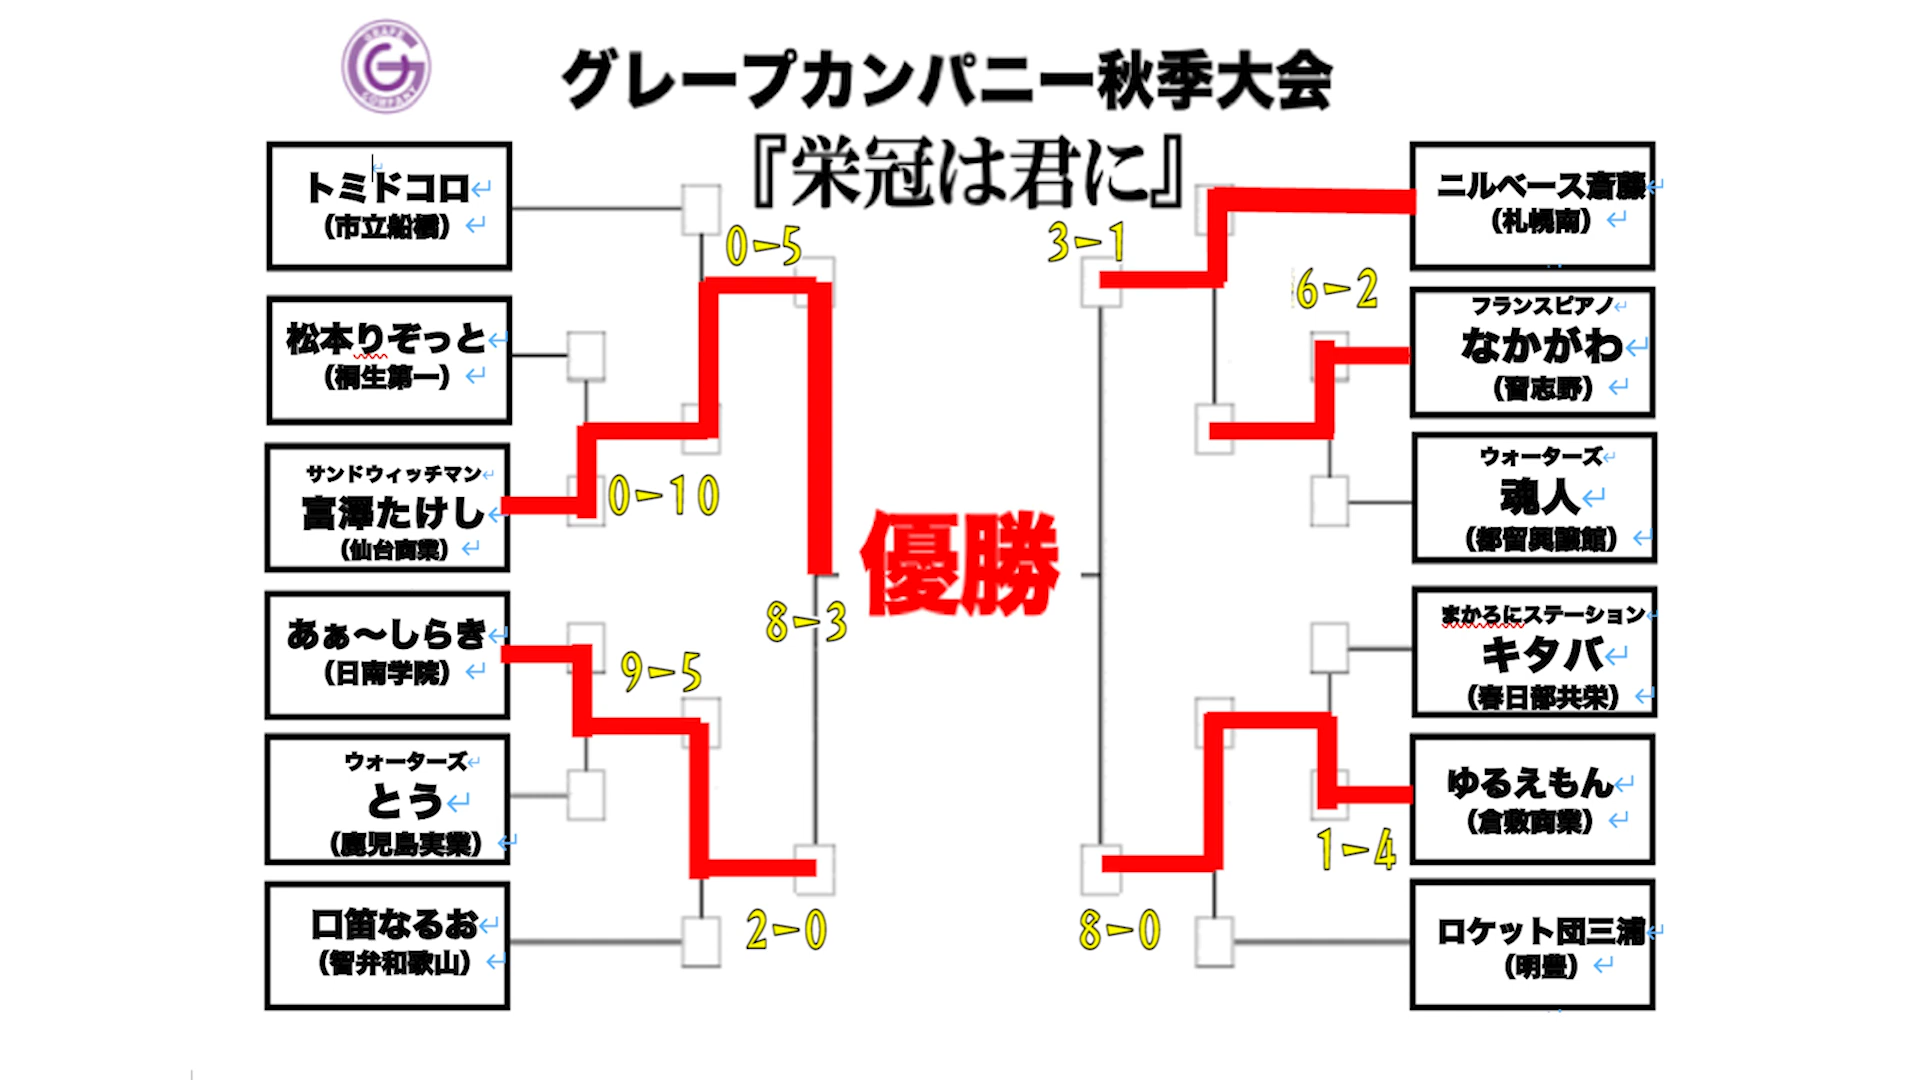 GRAPE
COMPANY
グレープカンパニー秋季大会
『栄冠は君に』
トミドコロ
（市立船橋）
松本りぞっと
（桐生第一）
サンドウィッチマン
富澤たけし
（仙台商業）
あぁ～しらき
（日南学院）
ウォーターズ
とう
（鹿児島実業）
口笛なるお
（智弁和歌山）
0-5
0-10
9-5
2-0
8-3
優勝
3-1
6-2
1-4
8-0
ニルベース斎藤
（札幌南）
フランスピアノ
なかがわ
（習志野）
ウォーターズ
魂人
（都留興譲館）
まかろにステーション
キタバ
（春日部共栄）
ゆるえもん
（倉敷商業）
ロケット団三浦
（明豊）